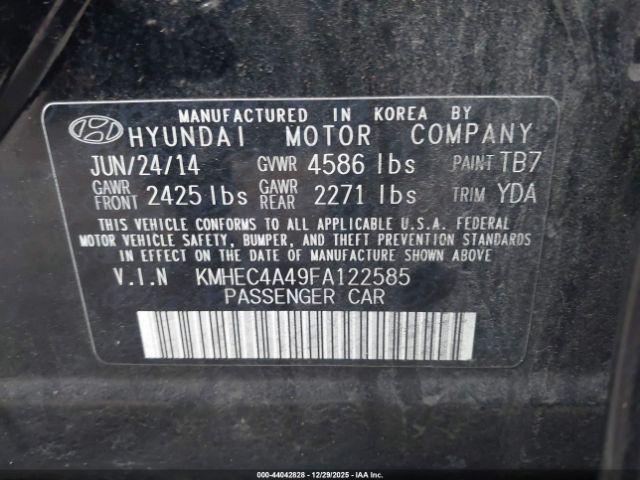 MANUFACTURED IN KOREA BY
HYUNDAI MOTOR COMPANY
JUN/24/14 GVWR 4586 lbs PAINT TB7
GAWR FRONT 2425 lbs GAWR REAR 2271 lbs TRIM YDA
THIS VEHICLE CONFORMS TO ALL APPLICABLE U.S.A. FEDERAL
MOTOR VEHICLE SAFETY, BUMPER, AND THEFT PREVENTION STANDARDS
IN EFFECT ON THE DATE OF MANUFACTURE SHOWN ABOVE.
V.I.N KMHEC4A49FA122585
PASSENGER CAR
000-44042828 - 12/29/2025 - IAAI, Inc.